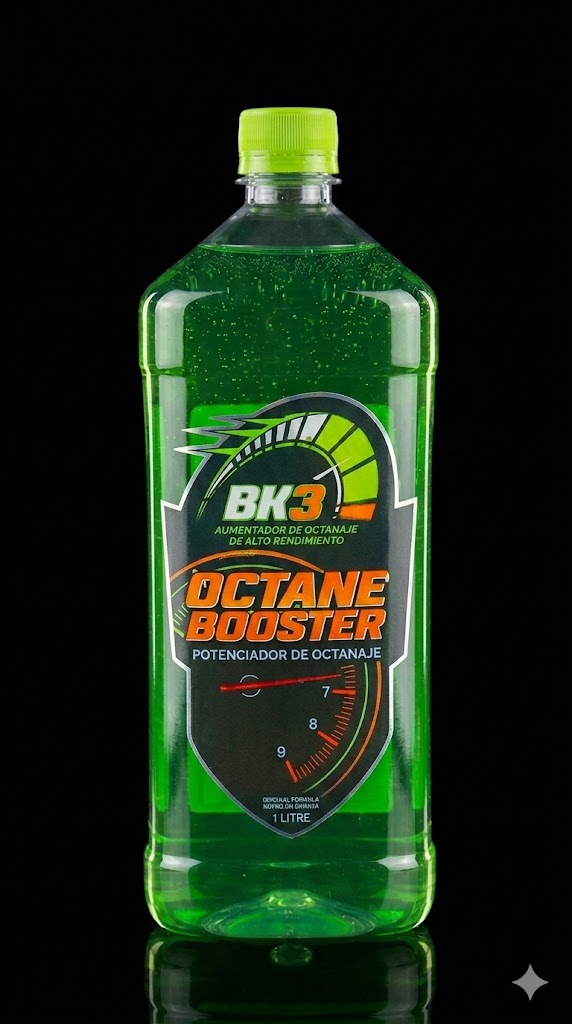 BK3
AUMENTADOR DE OCTANAJE
DE ALTO RENDIMIENTO
OCTANE
BOOSTER
POTENCIADOR DE OCTANAJE
7
8
9
1 LITRE